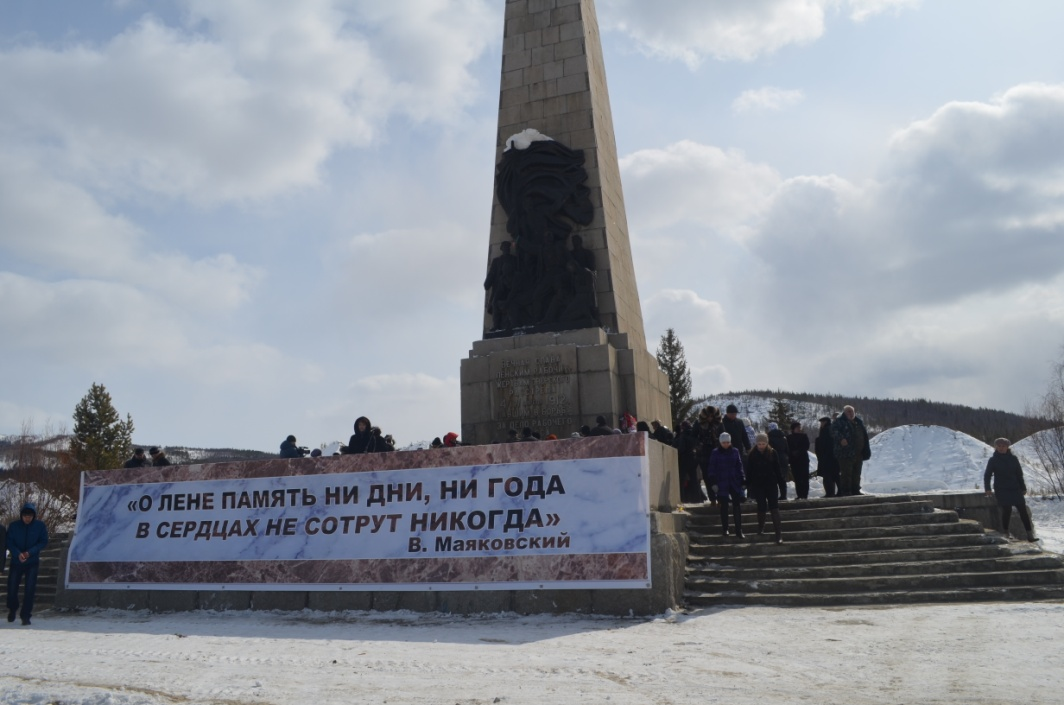 «О ЛЕНЕ ПАМЯТЬ НИ ДНИ, НИ ГОДА
В СЕРДЦАХ НЕ СОТРУТ НИКОГДА»
В. Маяковский